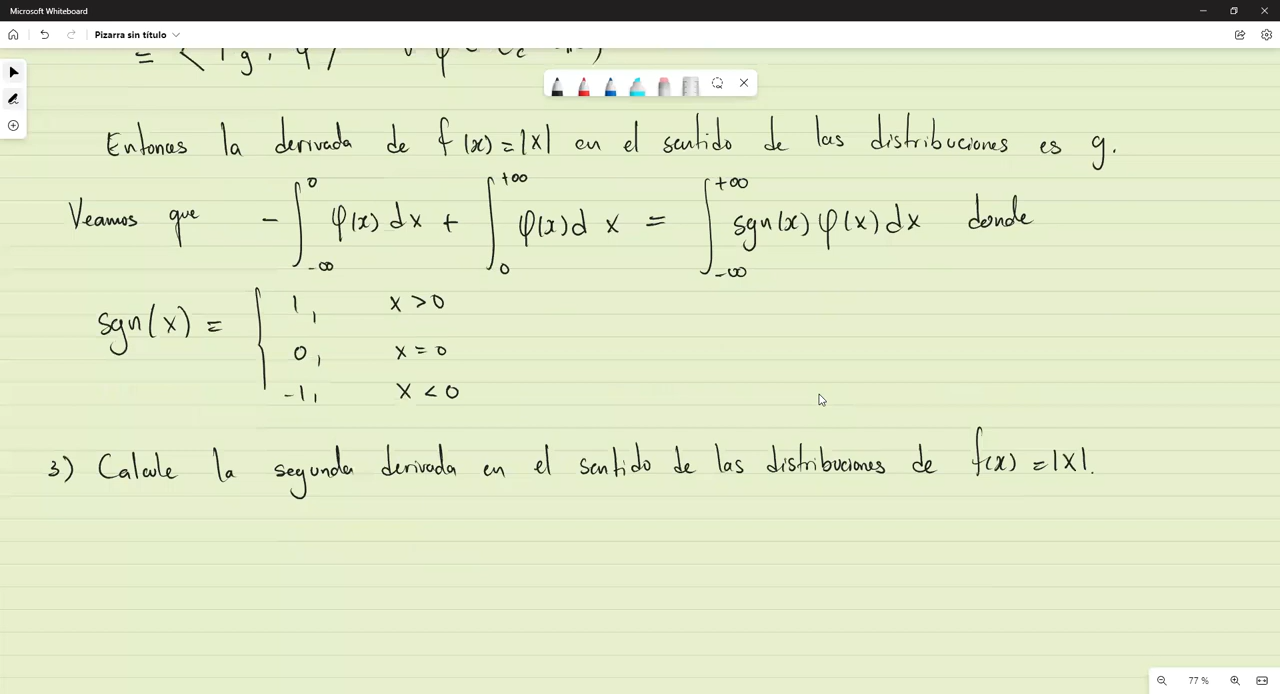 Microsoft Whiteboard
Pizarra sin título
Entonces la derivada de f(x) = |x| en el sentido de las distribuciones es g.
Veamos que - ∫_{-∞}^{0} φ(x) dx + ∫_{0}^{+∞} φ(x) d x = ∫_{-∞}^{+∞} sgn(x) φ(x) dx donde
sgn(x) = { 1, x > 0
0, x = 0
-1, x < 0
3) Calcule la segunda derivada en el sentido de las distribuciones de f(x) = |x|.
77 %